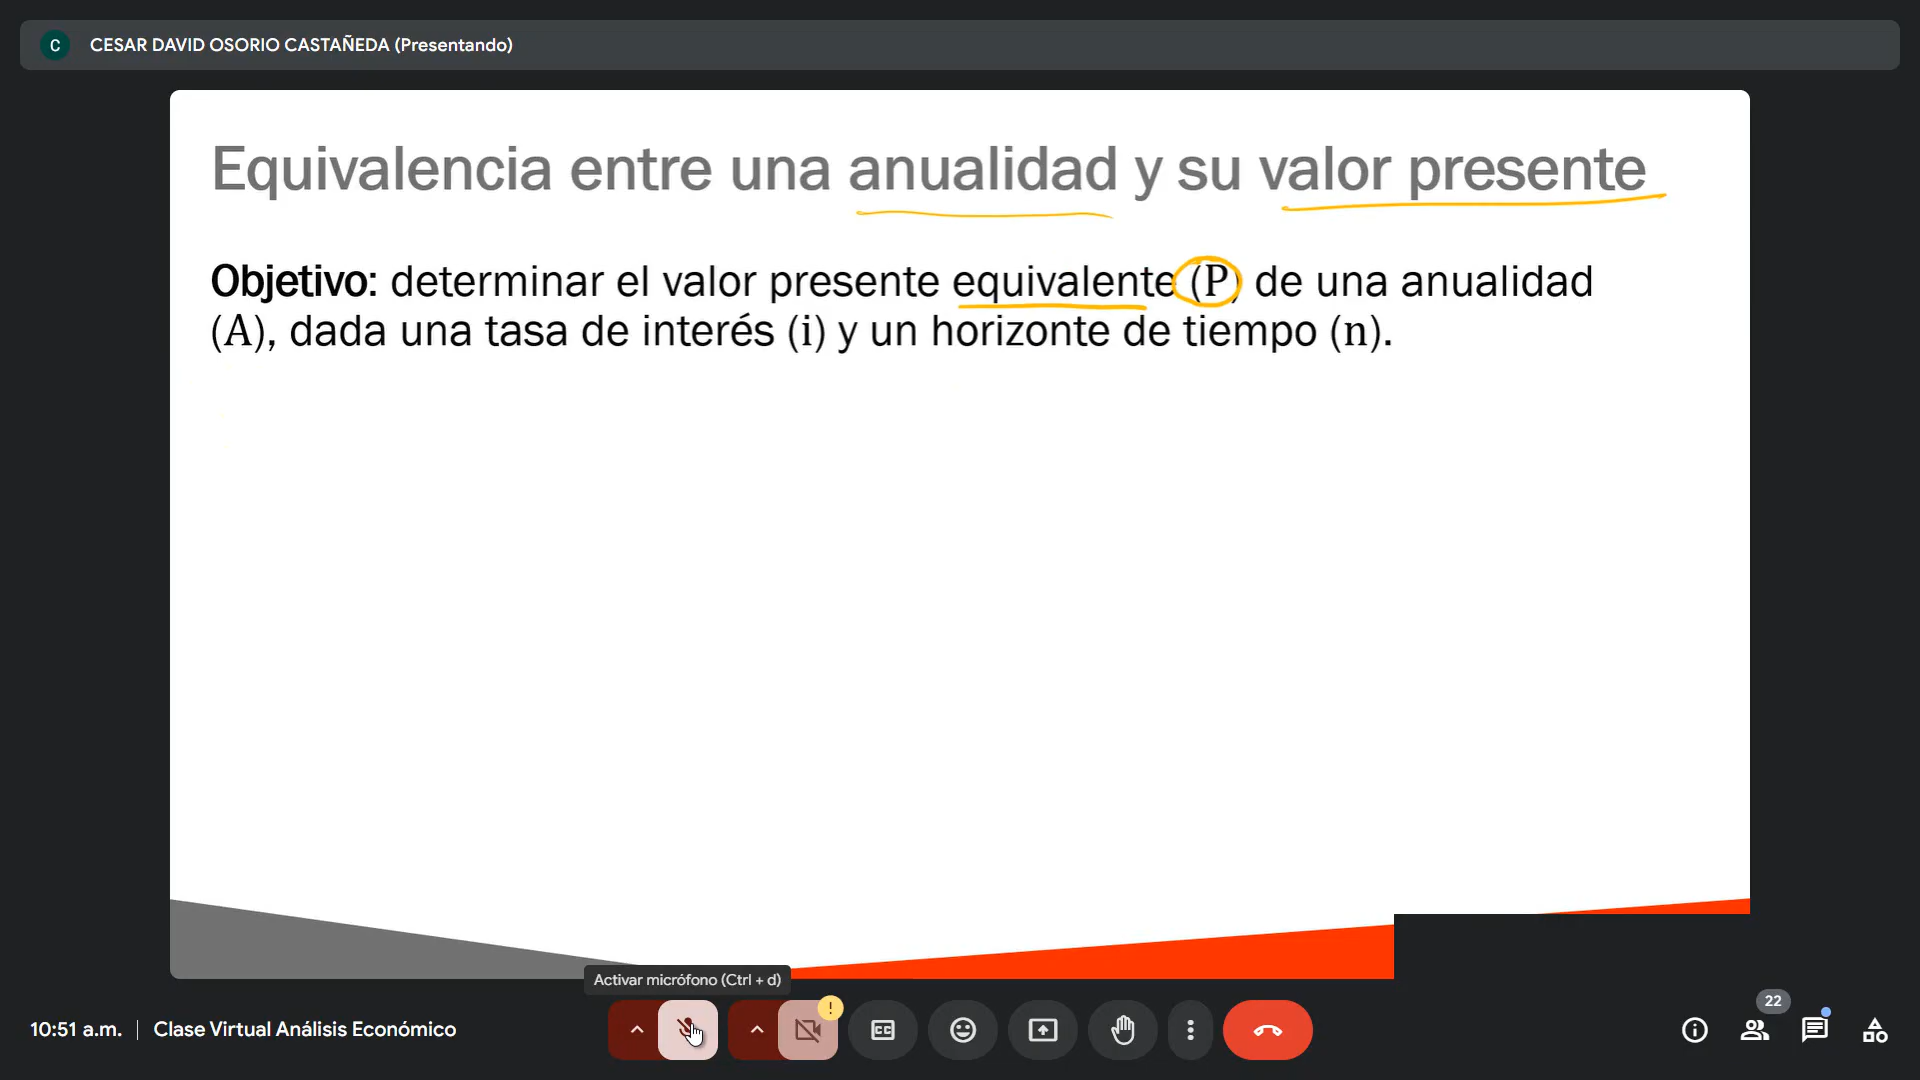 C CESAR DAVID OSORIO CASTAÑEDA (Presentando)
Equivalencia entre una anualidad y su valor presente
Objetivo: determinar el valor presente equivalente (P) de una anualidad
(A), dada una tasa de interés (i) y un horizonte de tiempo (n).
Activar micrófono (Ctrl + d)
!
22
10:51 a.m. | Clase Virtual Análisis Económico
CC